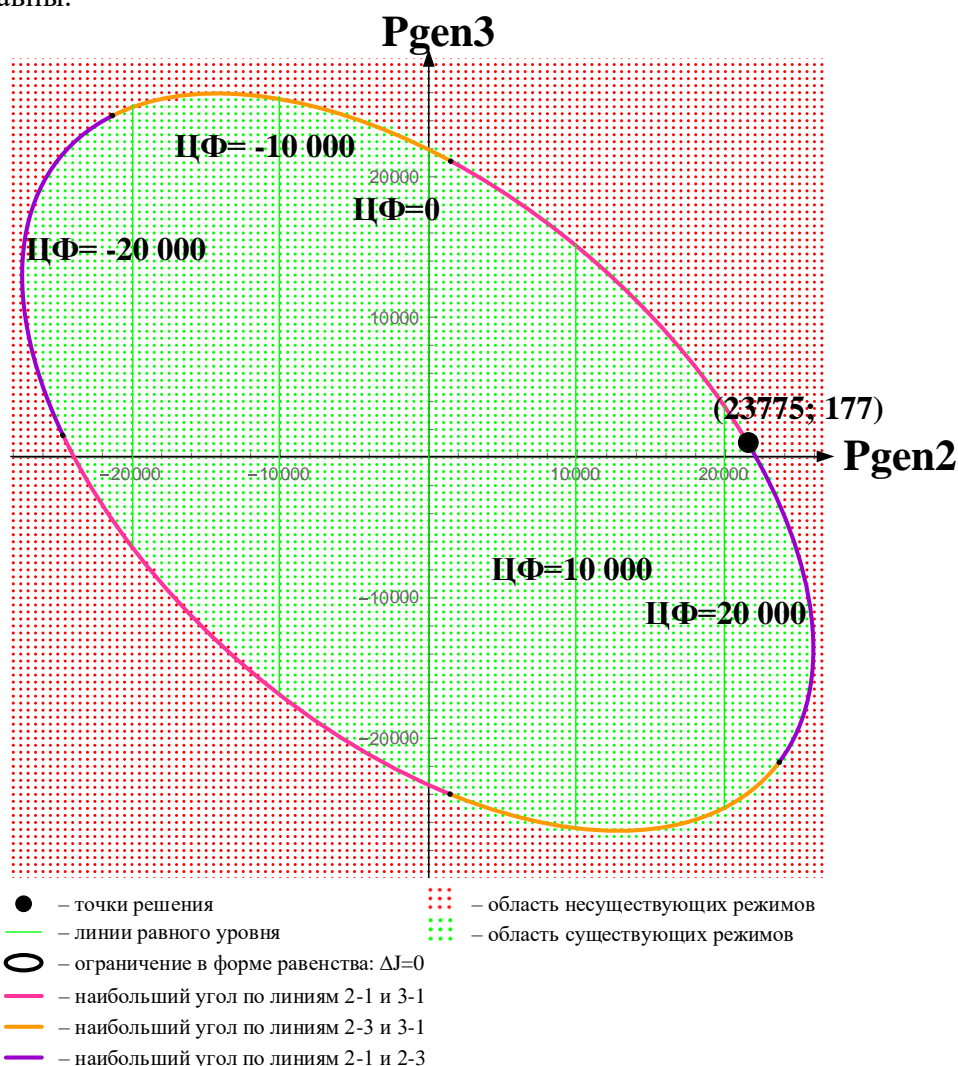 Pgen3
ЦФ= -10 000
20000
ЦФ=0
ЦФ= -20 000
10000
(23775; 177)
Pgen2
−20000 −10000 10000 20000
ЦФ=10 000
−10000
ЦФ=20 000
−20000
– точки решения
– линии равного уровня
– ограничение в форме равенства: ΔJ=0
– наибольший угол по линиям 2-1 и 3-1
– наибольший угол по линиям 2-3 и 3-1
– наибольший угол по линиям 2-1 и 2-3
– область несуществующих режимов
– область существующих режимов